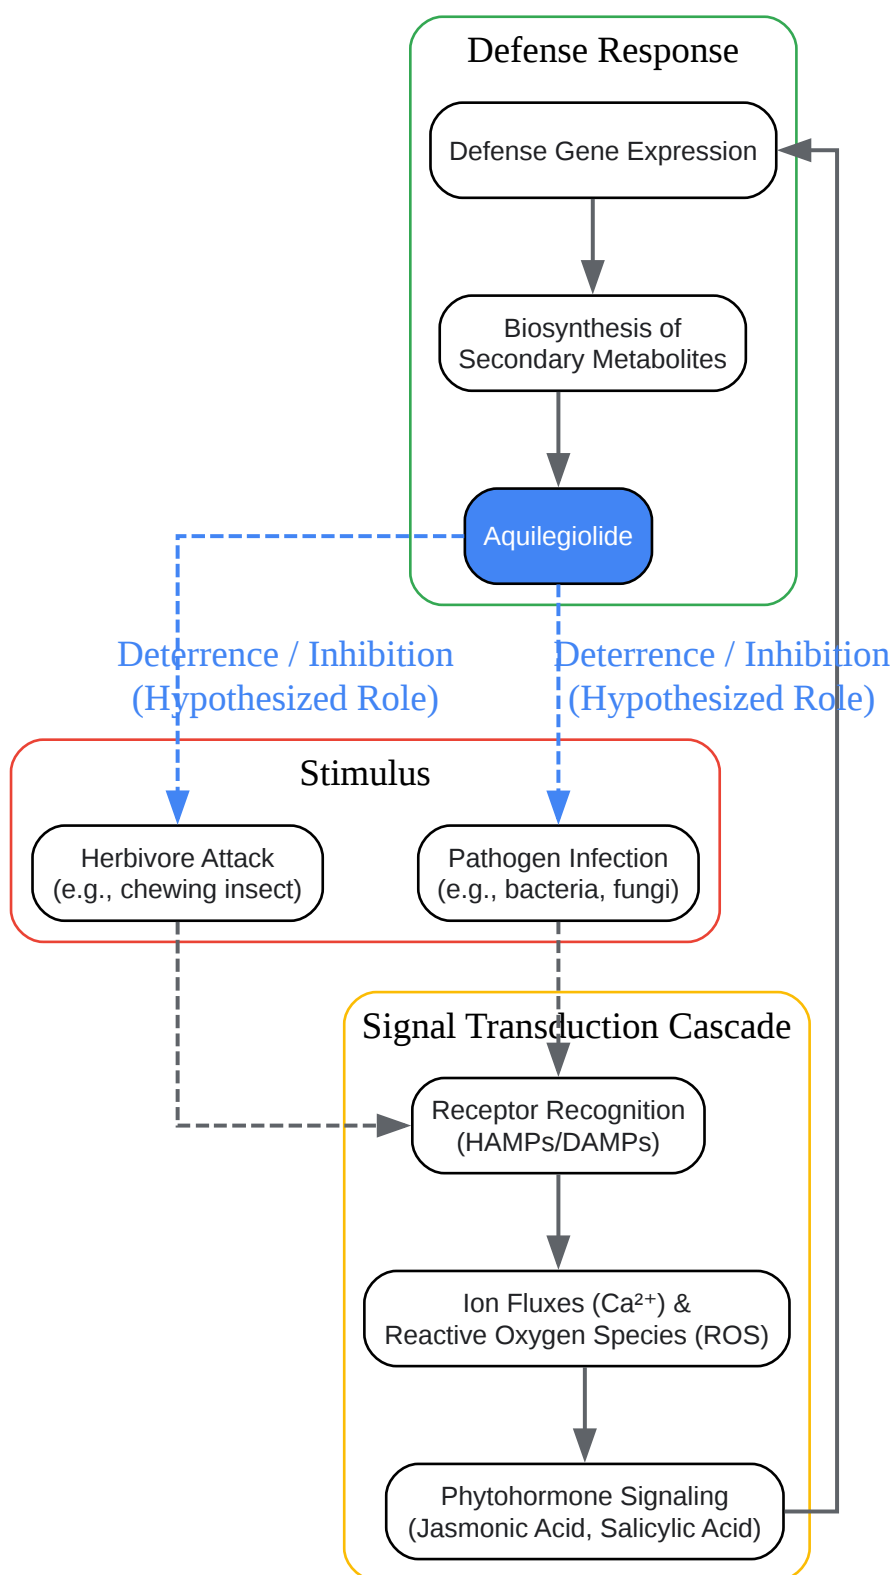 Defense Response
Defense Gene Expression
Biosynthesis of
Secondary Metabolites
Aquilegiolide
Deterrence / Inhibition
(Hypothesized Role)
Deterrence / Inhibition
(Hypothesized Role)
Stimulus
Herbivore Attack
(e.g., chewing insect)
Pathogen Infection
(e.g., bacteria, fungi)
Signal Transduction Cascade
Receptor Recognition
(HAMPs/DAMPs)
Ion Fluxes (Ca²⁺) &
Reactive Oxygen Species (ROS)
Phytohormone Signaling
(Jasmonic Acid, Salicylic Acid)